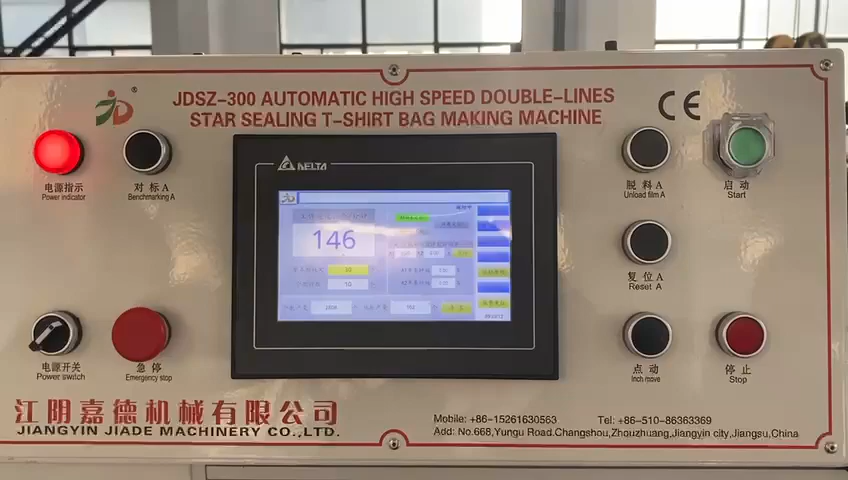 JDSZ-300 AUTOMATIC HIGH SPEED DOUBLE-LINES
STAR SEALING T-SHIRT BAG MAKING MACHINE
CE
JD
®
电源指示
Power indicator
对标 A
Benchmarking A
DELTA
146
脱料 A
Unload film A
启动
Start
复位 A
Reset A
电源开关
Power switch
急停
Emergency stop
点动
Inch move
停止
Stop
江阴嘉德机械有限公司
JIANGYIN JIADE MACHINERY CO.,LTD.
Mobile: +86-15261630563 Tel: +86-510-86363369
Add: No.668,Yungu Road.Changshou,Zhouzhuang,Jiangyin city,Jiangsu,China